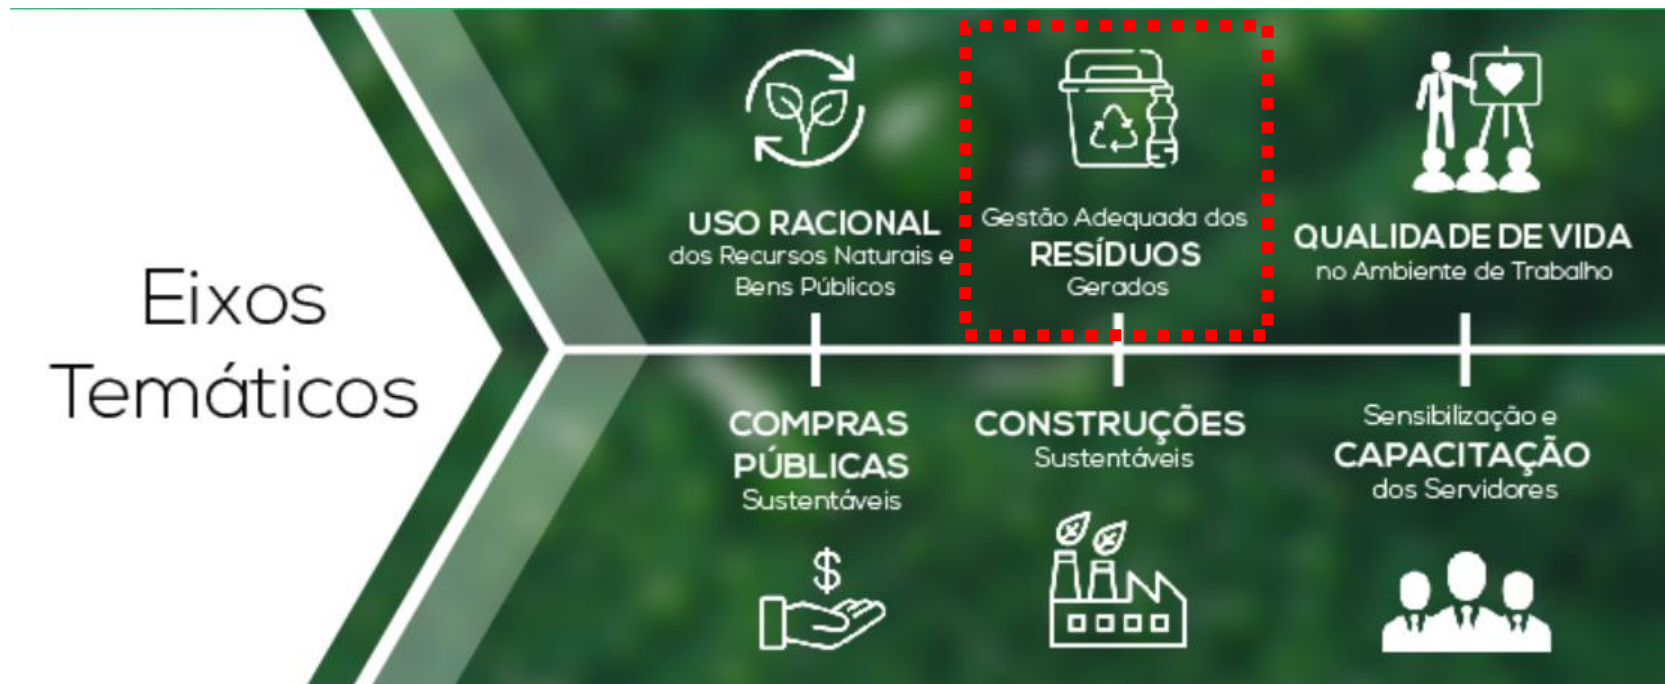 Eixos
Temáticos
USO RACIONAL
dos Recursos Naturais e
Bens Públicos
Gestão Adequada dos
RESÍDUOS
Gerados
QUALIDADE DE VIDA
no Ambiente de Trabalho
COMPRAS
PÚBLICAS
Sustentáveis
CONSTRUÇÕES
Sustentáveis
Sensibilização e
CAPACITAÇÃO
dos Servidores
$